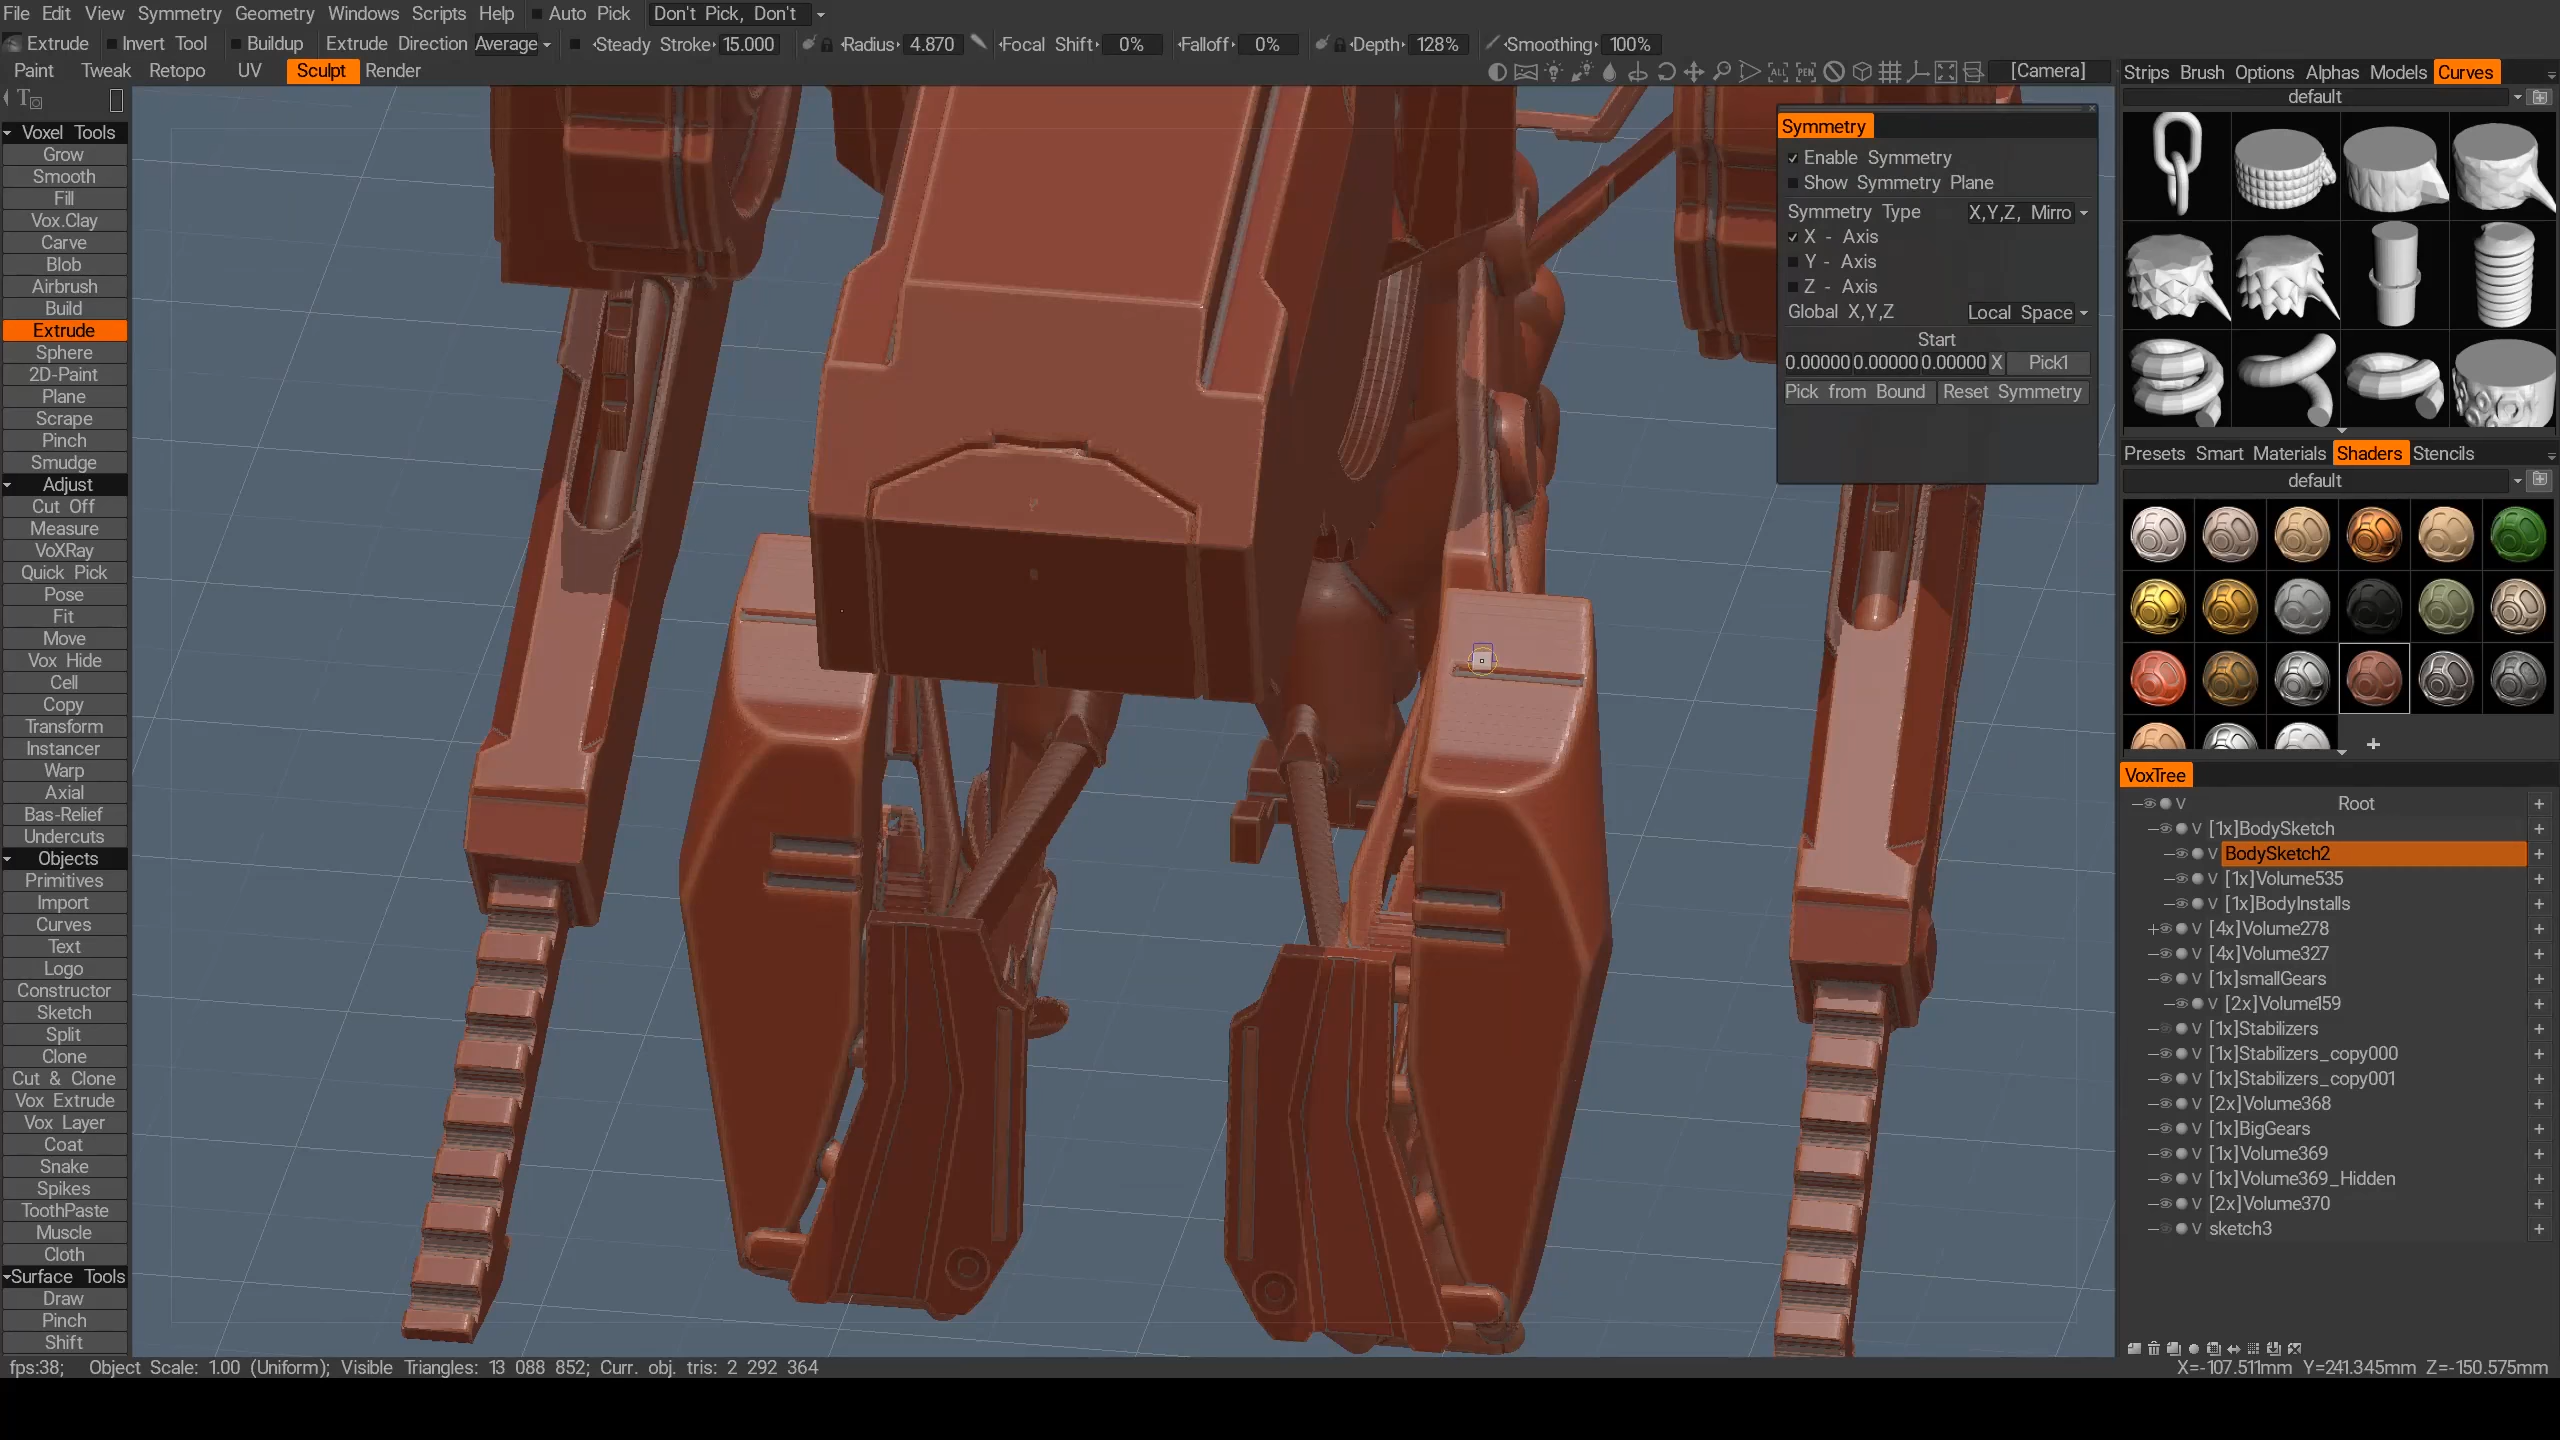 File Edit View Symmetry Geometry Windows Scripts Help Auto Pick Don't Pick, Don't
Extrude Invert Tool Buildup Extrude Direction Average Steady Stroke 15.000 Radius 4.870 Focal Shift 0% Falloff 0% Depth 128% Smoothing 100%
Paint Tweak Retopo UV Sculpt Render ALL PEN [Camera]
Voxel Tools
Grow
Smooth
Fill
Vox.Clay
Carve
Blob
Airbrush
Build
Extrude
Sphere
2D-Paint
Plane
Scrape
Pinch
Smudge
Adjust
Cut Off
Measure
VoXRay
Quick Pick
Pose
Fit
Move
Vox Hide
Cell
Copy
Transform
Instancer
Warp
Axial
Bas-Relief
Undercuts
Objects
Primitives
Import
Curves
Text
Logo
Constructor
Sketch
Split
Clone
Cut & Clone
Vox Extrude
Vox Layer
Coat
Snake
Spikes
ToothPaste
Muscle
Cloth
Surface Tools
Draw
Pinch
Shift
Symmetry
Enable Symmetry
Show Symmetry Plane
Symmetry Type X,Y,Z, Mirro
X - Axis
Y - Axis
Z - Axis
Global X,Y,Z Local Space
Start
0.00000 0.00000 0.00000 X Pick1
Pick from Bound Reset Symmetry
Strips Brush Options Alphas Models Curves
default
Presets Smart Materials Shaders Stencils
default
VoxTree
V Root +
V [1x]BodySketch +
V BodySketch2 +
V [1x]Volume535 +
V [1x]BodyInstalls +
V [4x]Volume278 +
V [4x]Volume327 +
V [1x]smallGears +
V [2x]Volume159 +
V [1x]Stabilizers +
V [1x]Stabilizers_copy000 +
V [1x]Stabilizers_copy001 +
V [2x]Volume368 +
V [1x]BigGears +
V [1x]Volume369 +
V [1x]Volume369_Hidden +
V [2x]Volume370 +
V sketch3 +
fps:38; Object Scale: 1.00 (Uniform); Visible Triangles: 13 088 852; Curr. obj. tris: 2 292 364
X=-107.511mm Y=241.345mm Z=-150.575mm